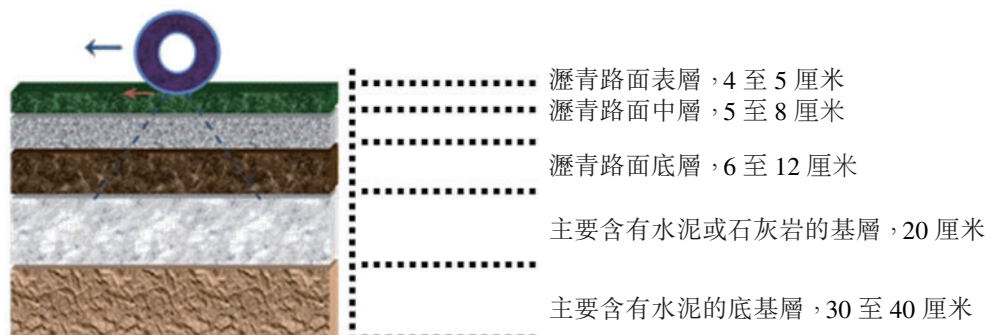 瀝青路面表層，4 至 5 厘米
瀝青路面中層，5 至 8 厘米
瀝青路面底層，6 至 12 厘米
主要含有水泥或石灰岩的基層，20 厘米
主要含有水泥的底基層，30 至 40 厘米